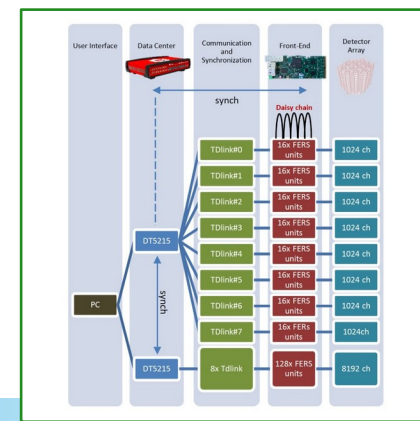 User Interface
Data Center
Communication
and
Synchronization
Front-End
Detector
Array
synch
Daisy chain
TDlink#0
16x FERS
units
1024 ch
TDlink#1
16x FERS
units
1024 ch
TDlink#2
16x FERS
units
1024 ch
TDlink#3
16x FERS
units
1024 ch
DT5215
TDlink#4
16x FERS
units
1024 ch
TDlink#5
16x FERS
units
1024 ch
synch
PC
TDlink#6
16x FERS
units
1024 ch
TDlink#7
16x FERs
units
1024ch
DT5215
8x Tdlink
128x FERS
units
8192 ch